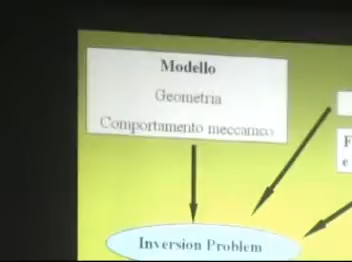 Modello
Geometria
Comportamento meccanico
F
e
Inversion Problem